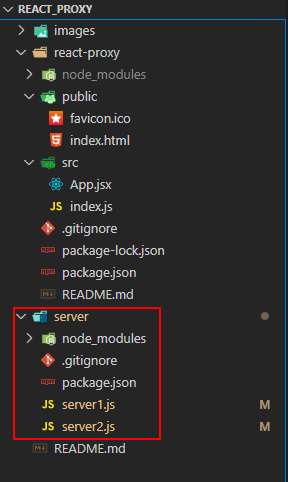 REACT_PROXY
images
react-proxy
node_modules
public
favicon.ico
index.html
src
App.jsx
JS index.js
.gitignore
package-lock.json
package.json
README.md
server
node_modules
.gitignore
package.json
JS server1.js M
JS server2.js M
README.md